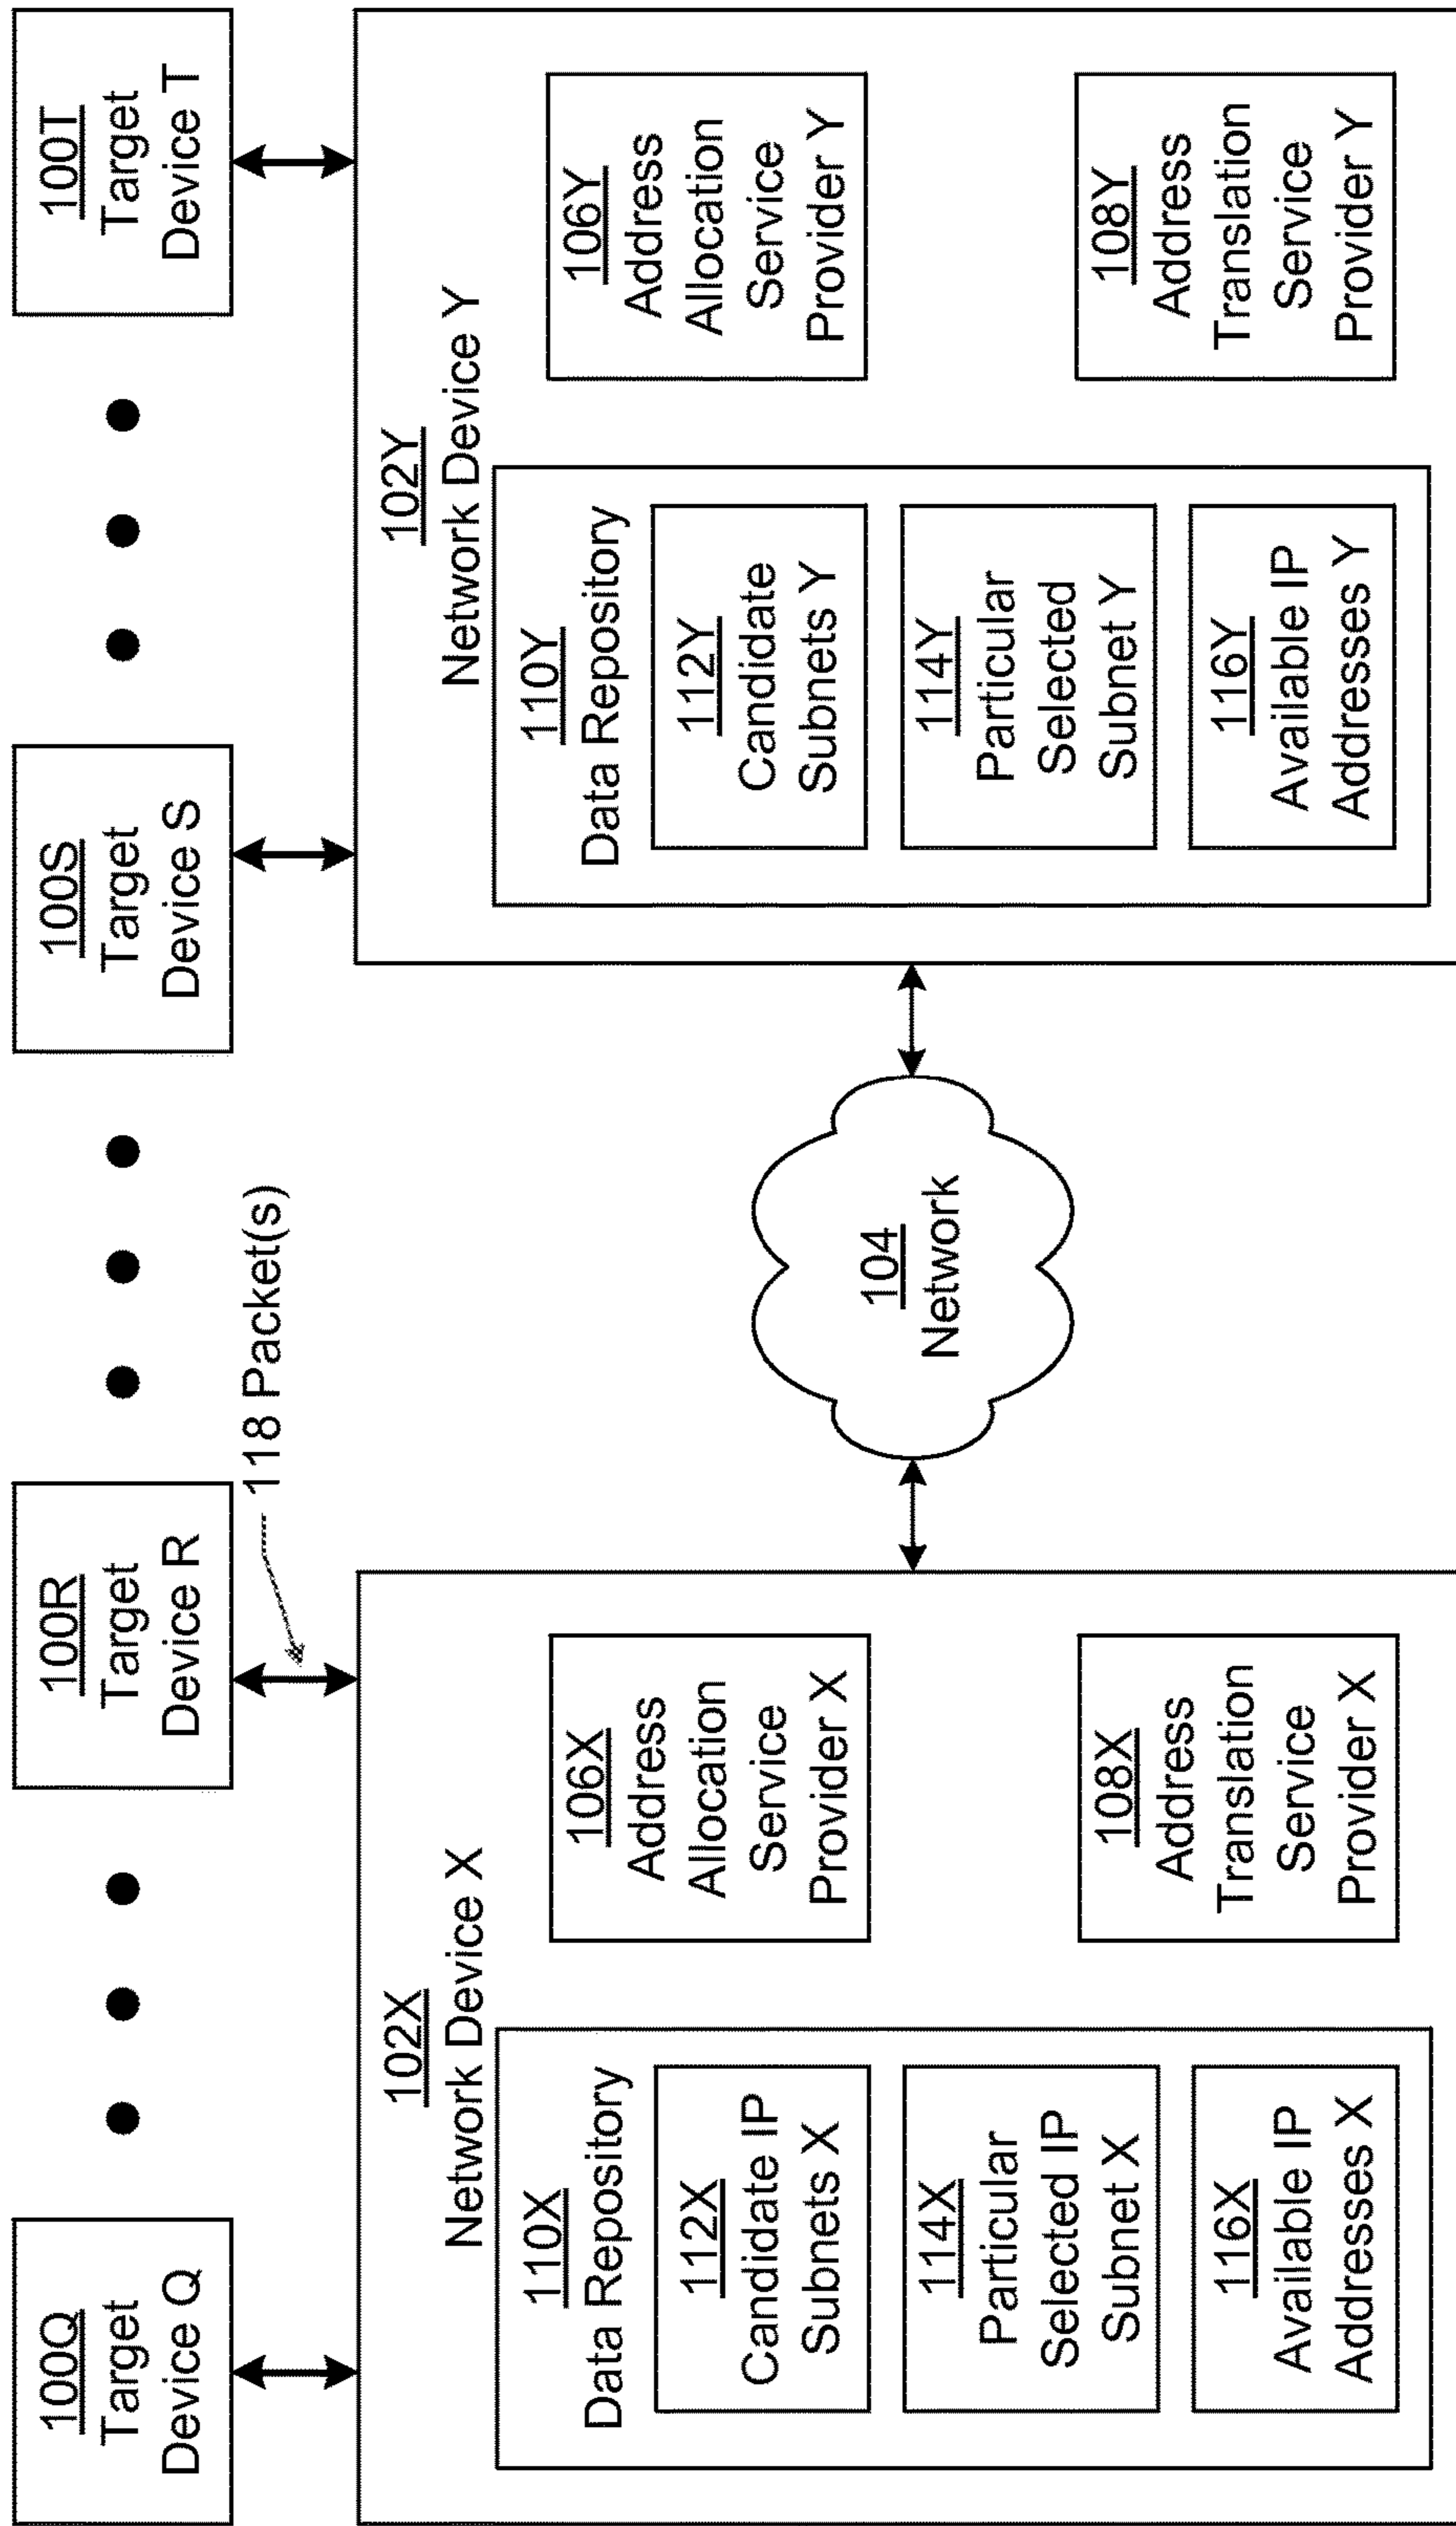 100Q
Target
Device Q
100R
Target
Device R
100S
Target
Device S
100T
Target
Device T
118 Packet(s)
102X
Network Device X
110X
Data Repository
112X
Candidate IP
Subnets X
114X
Particular
Selected IP
Subnet X
116X
Available IP
Addresses X
106X
Address
Allocation
Service
Provider X
108X
Address
Translation
Service
Provider X
104
Network
102Y
Network Device Y
110Y
Data Repository
112Y
Candidate
Subnets Y
114Y
Particular
Selected
Subnet Y
116Y
Available IP
Addresses Y
106Y
Address
Allocation
Service
Provider Y
108Y
Address
Translation
Service
Provider Y